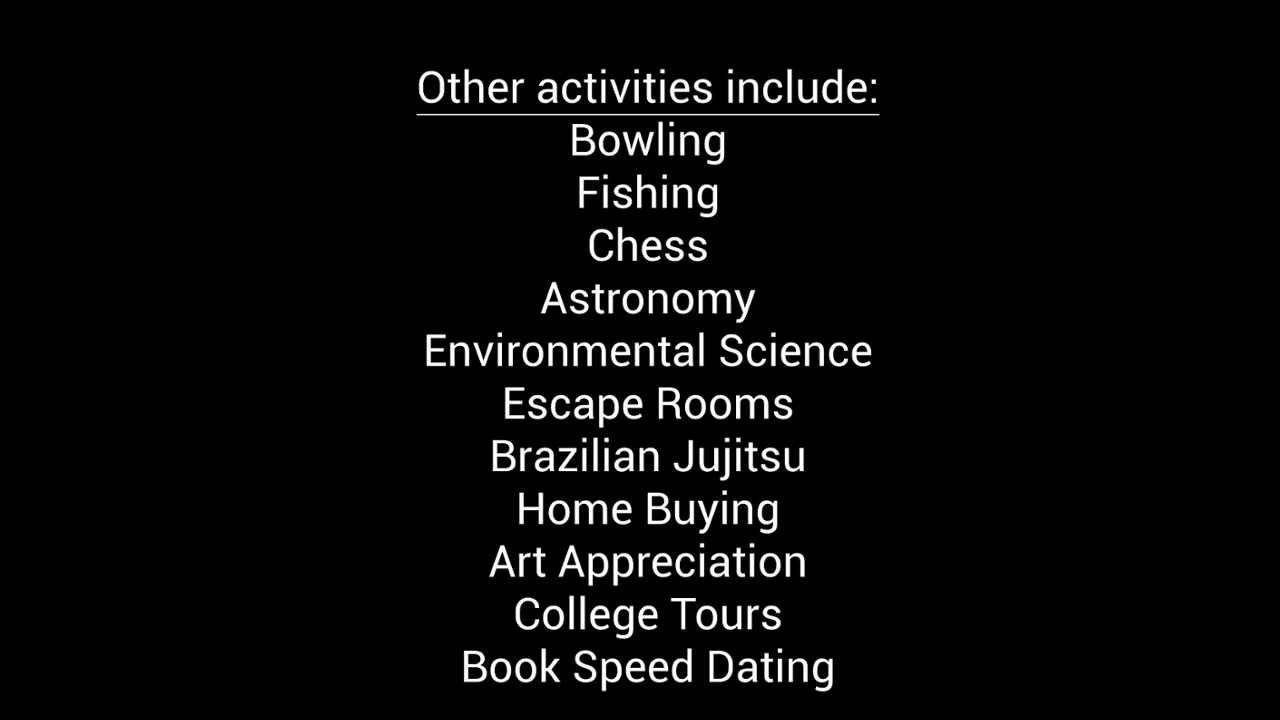 Other activities include:
Bowling
Fishing
Chess
Astronomy
Environmental Science
Escape Rooms
Brazilian Jujitsu
Home Buying
Art Appreciation
College Tours
Book Speed Dating